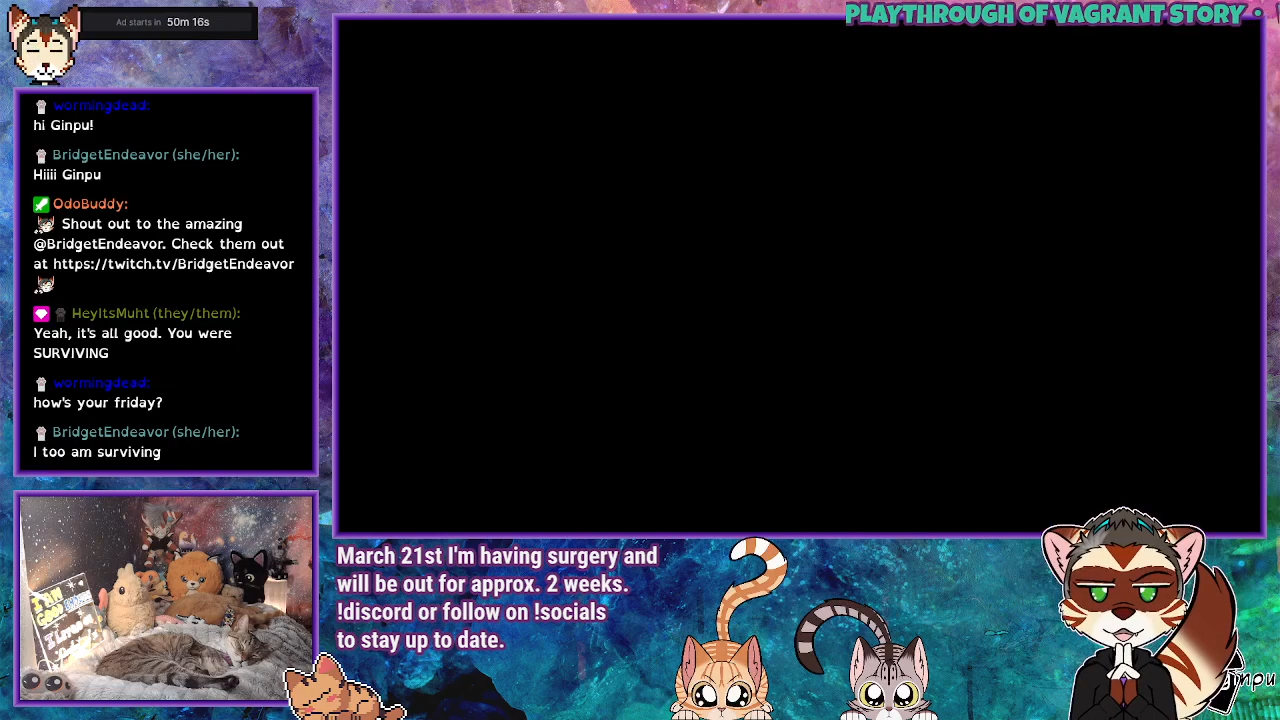 Ad starts in 50m 16s
PLAYTHROUGH OF VAGRANT STORY •
wormingdead:
hi Ginpu!
BridgetEndeavor (she/her):
Hiiii Ginpu
OdoBuddy:
Shout out to the amazing
@BridgetEndeavor. Check them out
at https://twitch.tv/BridgetEndeavor
HeyItsMuht (they/them):
Yeah, it's all good. You were
SURVIVING
wormingdead:
how's your friday?
BridgetEndeavor (she/her):
I too am surviving
March 21st I'm having surgery and
will be out for approx. 2 weeks.
!discord or follow on !socials
to stay up to date.
I AM
GOOD
Ginpu